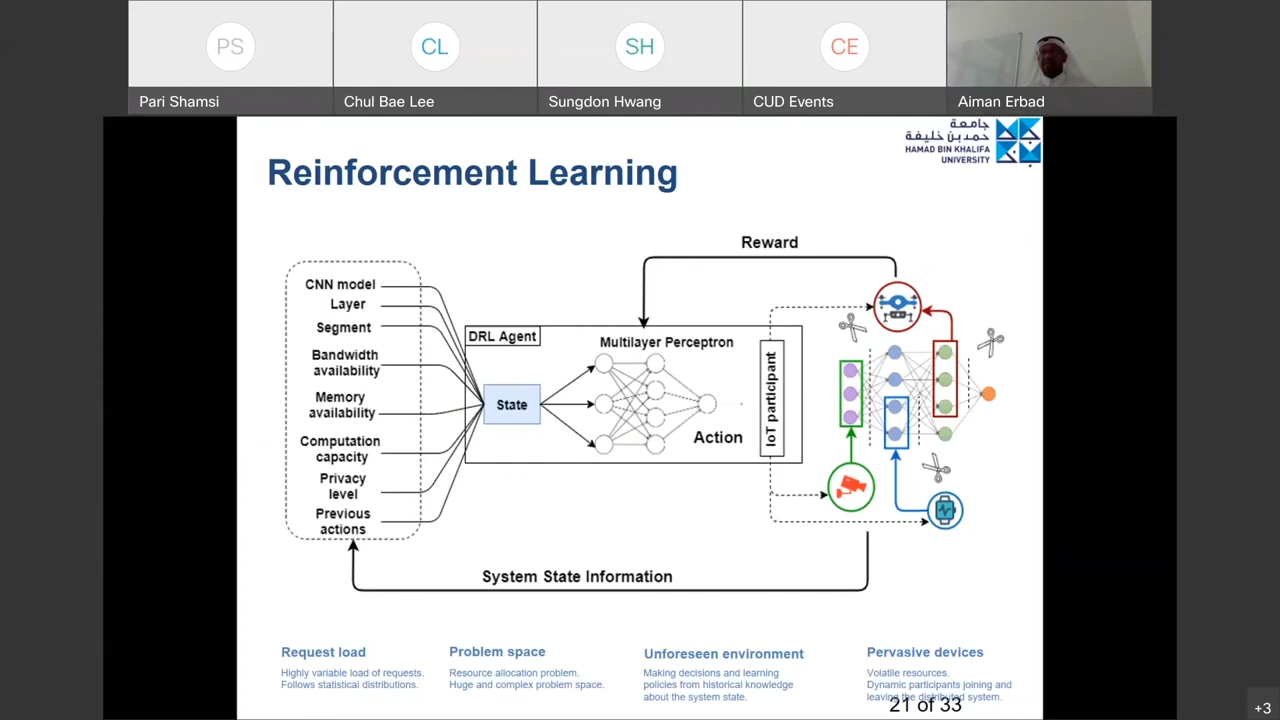 PS
CL
SH
CE
Pari Shamsi
Chul Bae Lee
Sungdon Hwang
CUD Events
Aiman Erbad
جامعة
حمد بن خليفة
HAMAD BIN KHALIFA
UNIVERSITY
Reinforcement Learning
Reward
CNN model
Layer
Segment
Bandwidth
availability
Memory
availability
Computation
capacity
Privacy
level
Previous
actions
DRL Agent
State
Multilayer Perceptron
Action
IoT participant
System State Information
Request load
Highly variable load of requests.
Follows statistical distributions.
Problem space
Resource allocation problem.
Huge and complex problem space.
Unforeseen environment
Making decisions and learning
policies from historical knowledge
about the system state.
Pervasive devices
Volatile resources.
Dynamic participants joining and
leaving the distributed system.
21 of 33
+3